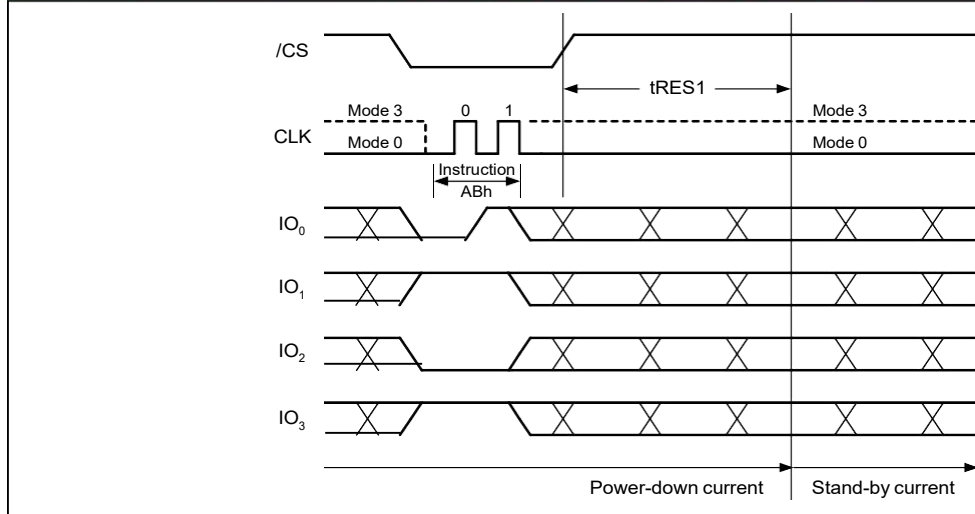 /CS
tRES1
Mode 3 0 1 Mode 3
CLK
Mode 0 Mode 0
Instruction
ABh
IO0
IO1
IO2
IO3
Power-down current Stand-by current